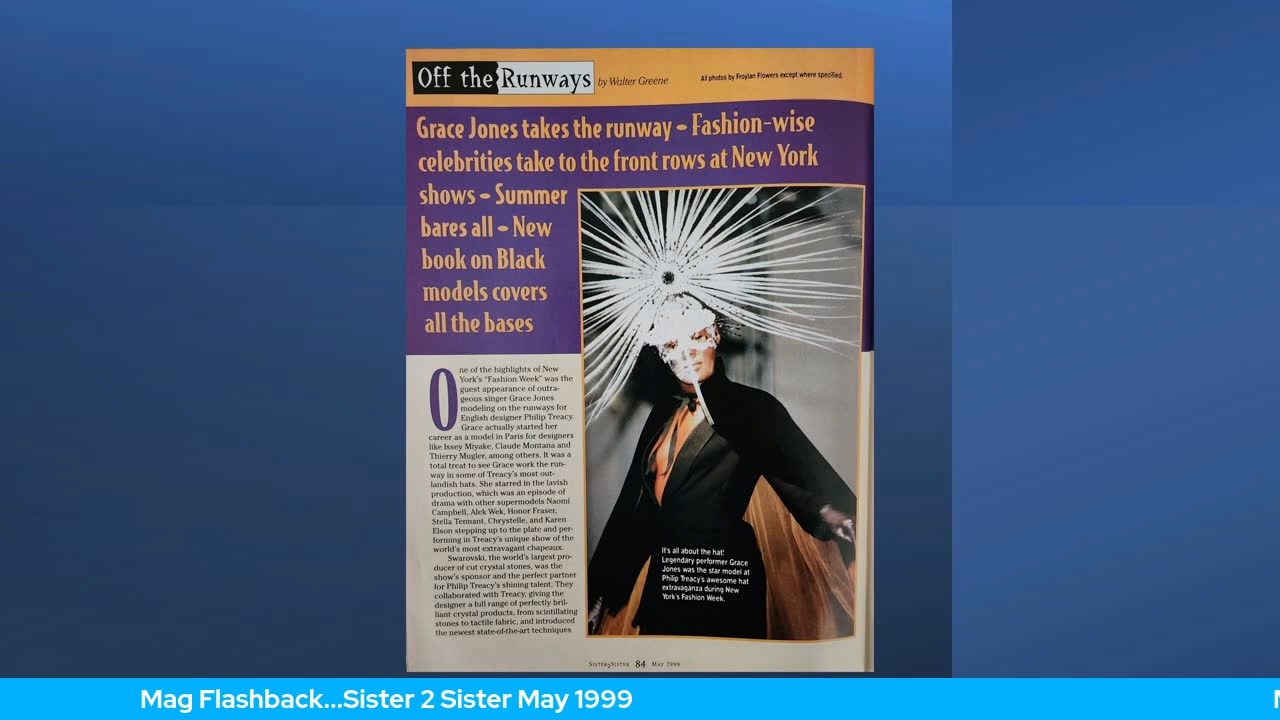 Off the Runways by Walter Greene
All photos by Froylan Flowers except where specified.
Grace Jones takes the runway - Fashion-wise
celebrities take to the front rows at New York
shows - Summer
bares all - New
book on Black
models covers
all the bases
One of the highlights of New
York's "Fashion Week" was the
guest appearance of outra-
geous singer Grace Jones
modeling on the runways for
English designer Philip Treacy.
Grace actually started her
career as a model in Paris for designers
like Issey Miyake, Claude Montana and
Thierry Mugler, among others. It was a
total treat to see Grace work the run-
way in some of Treacy's most out-
landish hats. She starred in the lavish
production, which was an episode of
drama with other supermodels Naomi
Campbell, Alek Wek, Honor Fraser,
Stella Tennant, Chrystelle, and Karen
Elson stepping up to the plate and per-
forming in Treacy's unique show of the
world's most extravagant chapeaux.
Swarovski, the world's largest pro-
ducer of cut crystal stones, was the
show's sponsor and the perfect partner
for Philip Treacy's shining talent. They
collaborated with Treacy, giving the
designer a full range of perfectly bril-
liant crystal products, from scintillating
stones to tactile fabric, and introduced
the newest state-of-the-art techniques
It's all about the hat!
Legendary performer Grace
Jones was the star model at
Philip Treacy's awesome hat
extravaganza during New
York's Fashion Week.
Sister2Sister 84 May 1999
Mag Flashback...Sister 2 Sister May 1999